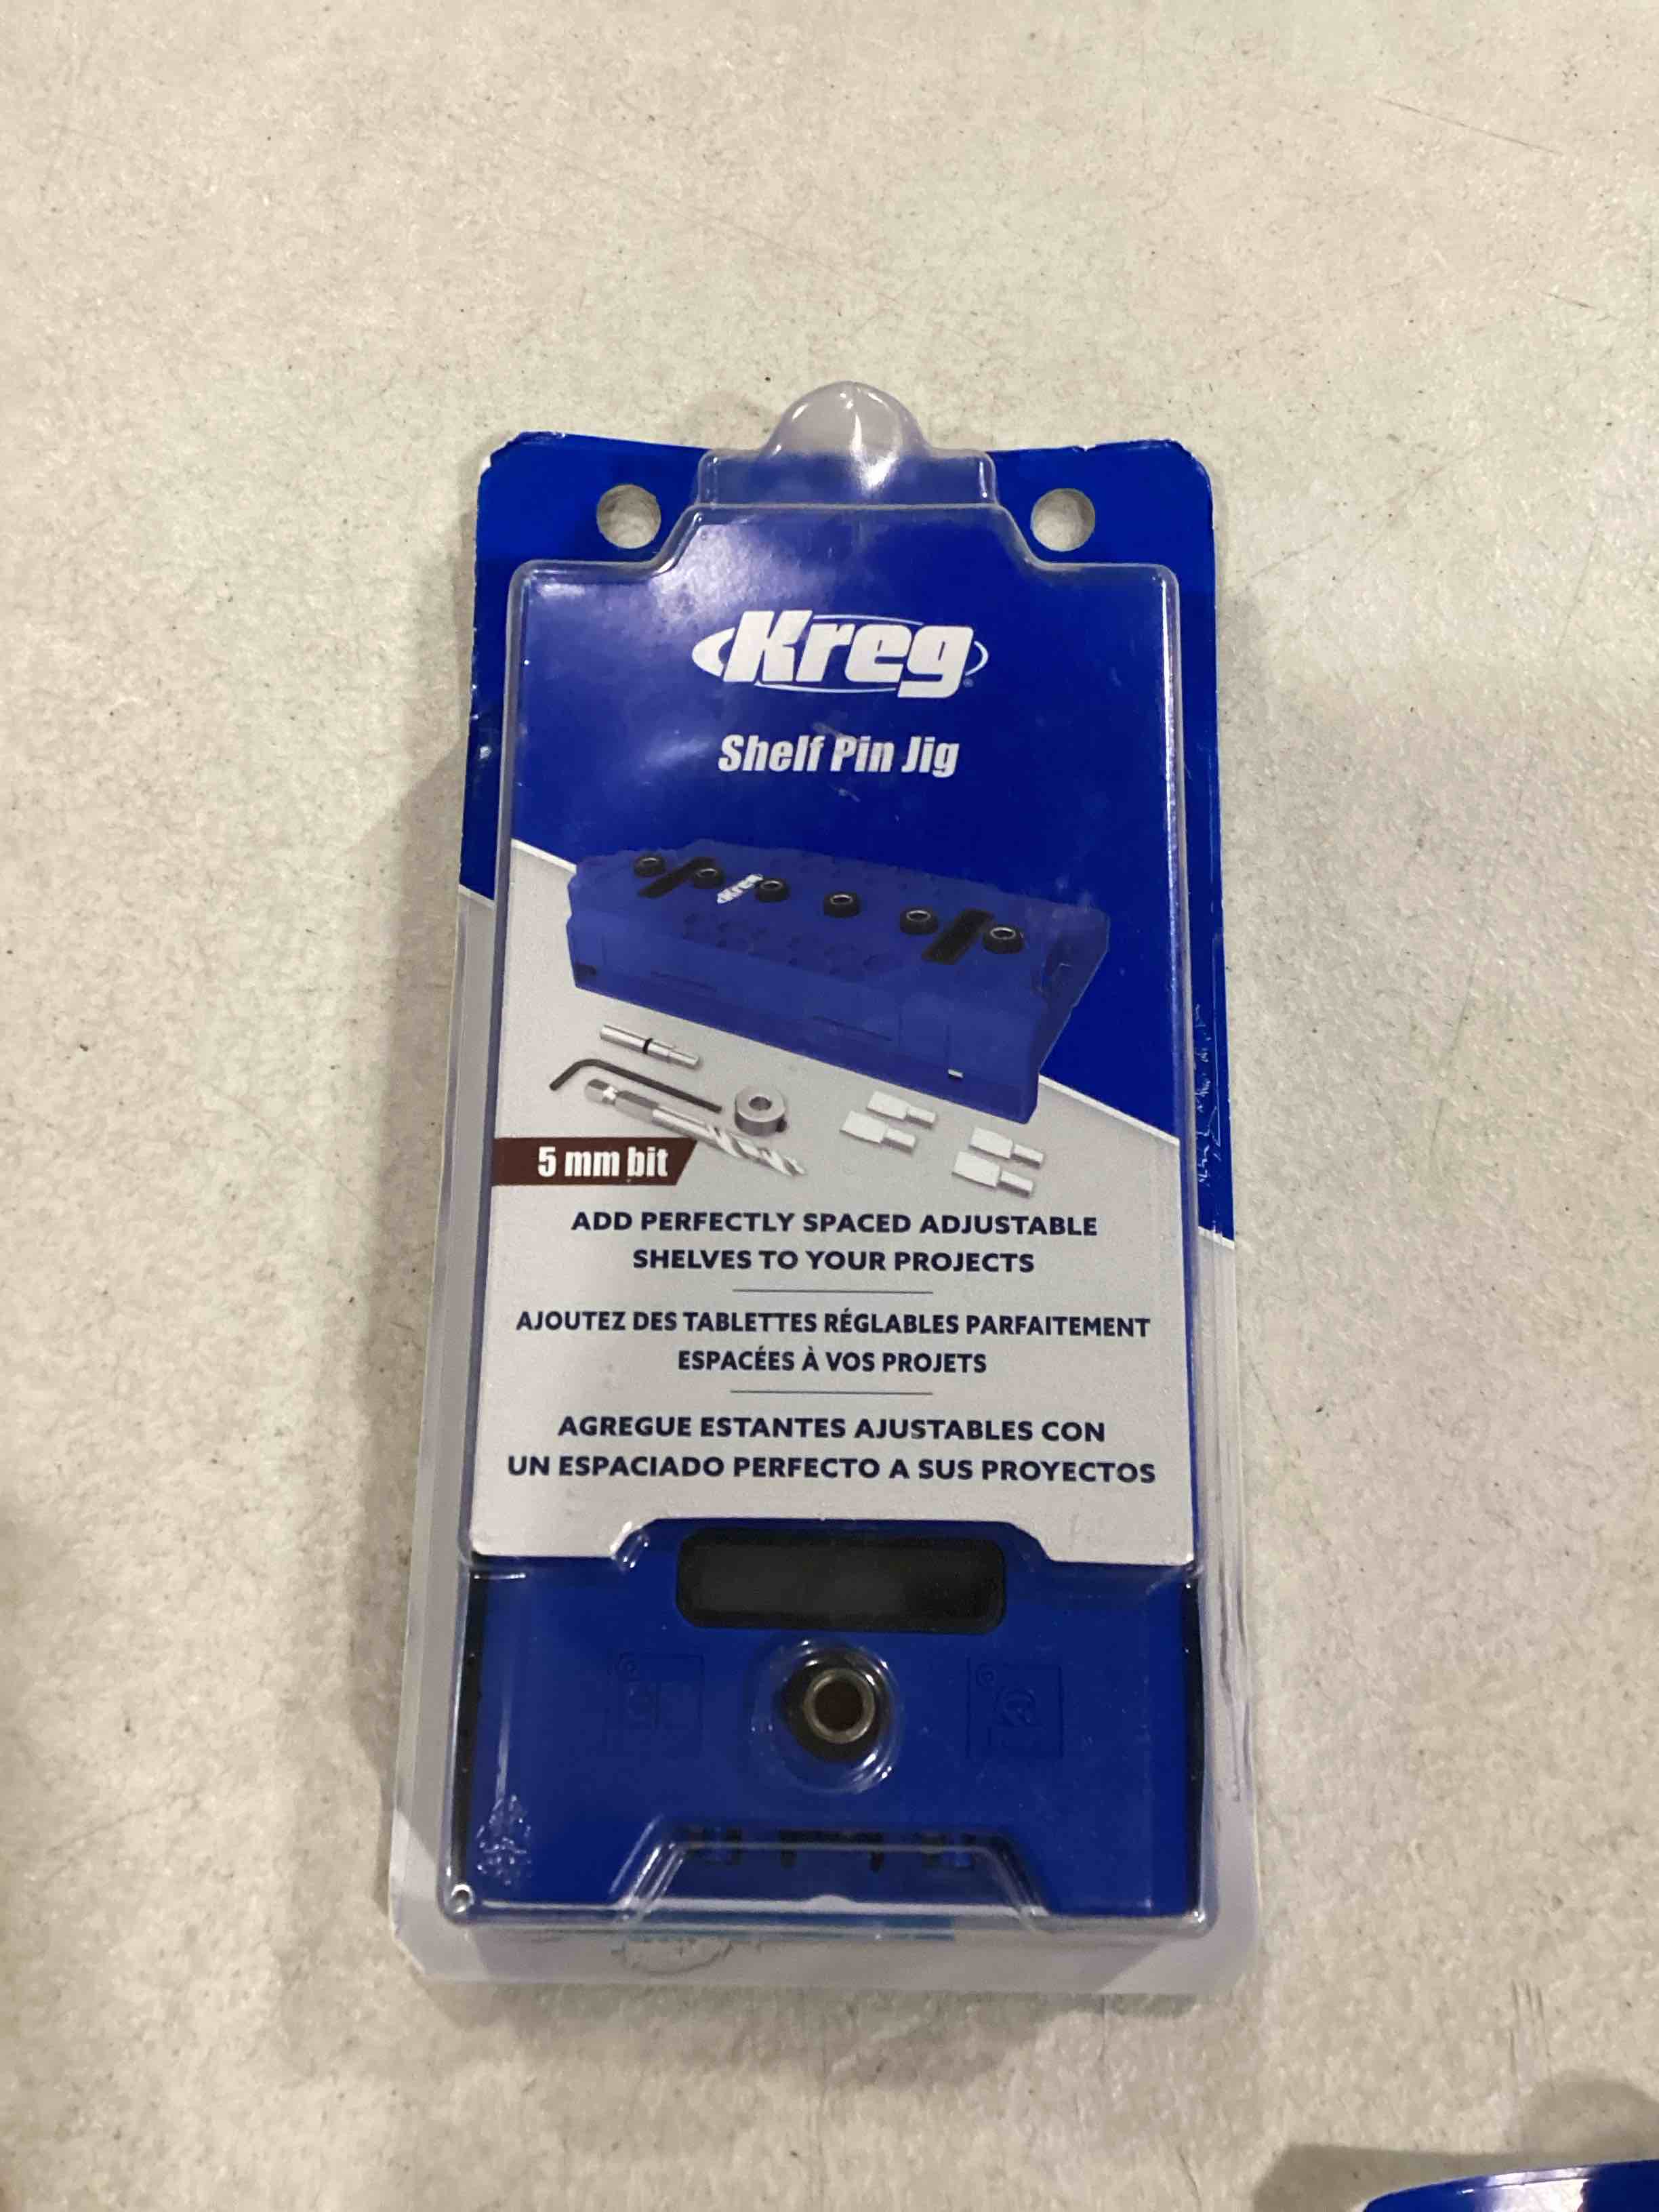 Kreg
Shelf Pin Jig
Kreg
5 mm bit
ADD PERFECTLY SPACED ADJUSTABLE
SHELVES TO YOUR PROJECTS
AJOUTEZ DES TABLETTES RÉGLABLES PARFAITEMENT
ESPACÉES À VOS PROJETS
AGREGUE ESTANTES AJUSTABLES CON
UN ESPACIADO PERFECTO A SUS PROYECTOS